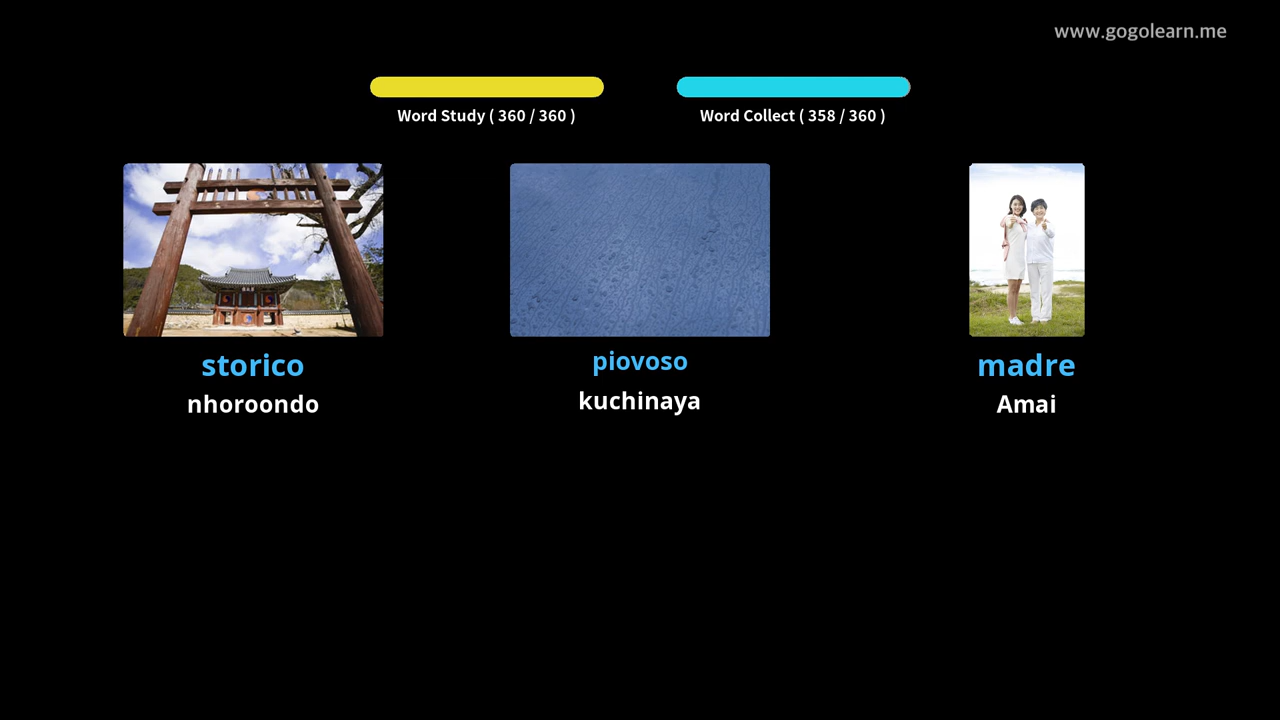 www.gogolearn.me
Word Study ( 360 / 360 )
Word Collect ( 358 / 360 )
storico
nhoroondo
piovoso
kuchinaya
madre
Amai